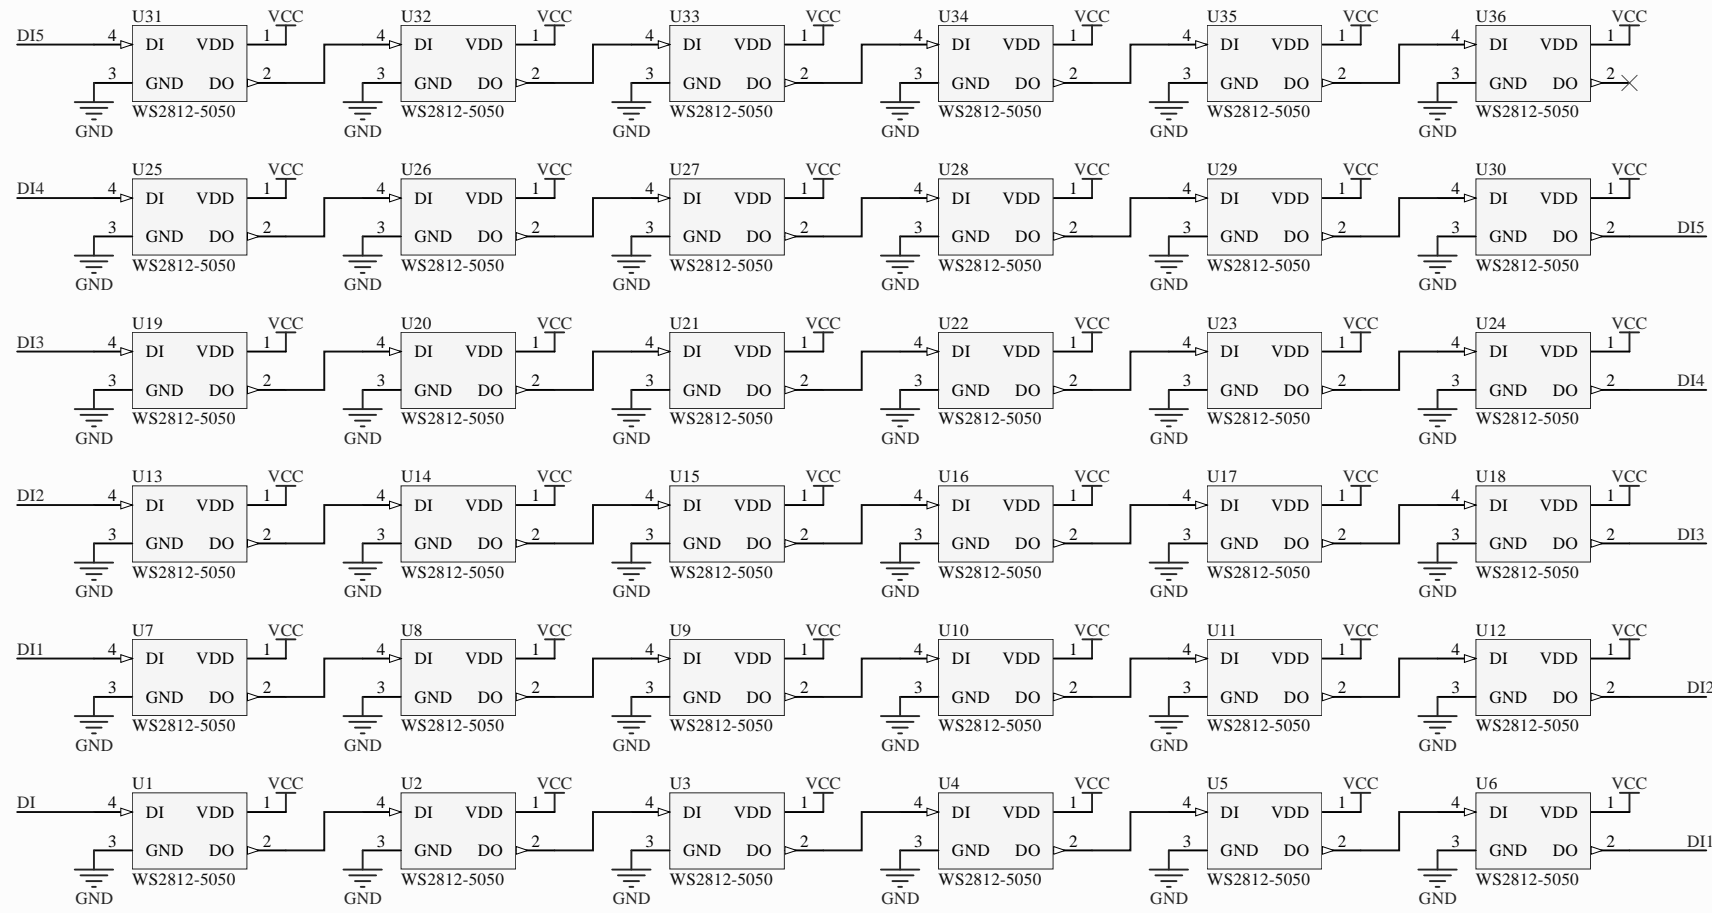 U31 VCC U32 VCC U33 VCC U34 VCC U35 VCC U36 VCC
DI5 4 DI VDD 1 4 DI VDD 1 4 DI VDD 1 4 DI VDD 1 4 DI VDD 1 4 DI VDD 1
3 GND DO 2 3 GND DO 2 3 GND DO 2 3 GND DO 2 3 GND DO 2 3 GND DO 2
WS2812-5050 WS2812-5050 WS2812-5050 WS2812-5050 WS2812-5050 WS2812-5050
GND GND GND GND GND GND
U25 VCC U26 VCC U27 VCC U28 VCC U29 VCC U30 VCC
DI4 4 DI VDD 1 4 DI VDD 1 4 DI VDD 1 4 DI VDD 1 4 DI VDD 1 4 DI VDD 1
3 GND DO 2 3 GND DO 2 3 GND DO 2 3 GND DO 2 3 GND DO 2 3 GND DO 2 DI5
WS2812-5050 WS2812-5050 WS2812-5050 WS2812-5050 WS2812-5050 WS2812-5050
GND GND GND GND GND GND
U19 VCC U20 VCC U21 VCC U22 VCC U23 VCC U24 VCC
DI3 4 DI VDD 1 4 DI VDD 1 4 DI VDD 1 4 DI VDD 1 4 DI VDD 1 4 DI VDD 1
3 GND DO 2 3 GND DO 2 3 GND DO 2 3 GND DO 2 3 GND DO 2 3 GND DO 2 DI4
WS2812-5050 WS2812-5050 WS2812-5050 WS2812-5050 WS2812-5050 WS2812-5050
GND GND GND GND GND GND
U13 VCC U14 VCC U15 VCC U16 VCC U17 VCC U18 VCC
DI2 4 DI VDD 1 4 DI VDD 1 4 DI VDD 1 4 DI VDD 1 4 DI VDD 1 4 DI VDD 1
3 GND DO 2 3 GND DO 2 3 GND DO 2 3 GND DO 2 3 GND DO 2 3 GND DO 2 DI3
WS2812-5050 WS2812-5050 WS2812-5050 WS2812-5050 WS2812-5050 WS2812-5050
GND GND GND GND GND GND
U7 VCC U8 VCC U9 VCC U10 VCC U11 VCC U12 VCC
DI1 4 DI VDD 1 4 DI VDD 1 4 DI VDD 1 4 DI VDD 1 4 DI VDD 1 4 DI VDD 1
3 GND DO 2 3 GND DO 2 3 GND DO 2 3 GND DO 2 3 GND DO 2 3 GND DO 2 DI2
WS2812-5050 WS2812-5050 WS2812-5050 WS2812-5050 WS2812-5050 WS2812-5050
GND GND GND GND GND GND
U1 VCC U2 VCC U3 VCC U4 VCC U5 VCC U6 VCC
DI 4 DI VDD 1 4 DI VDD 1 4 DI VDD 1 4 DI VDD 1 4 DI VDD 1 4 DI VDD 1
3 GND DO 2 3 GND DO 2 3 GND DO 2 3 GND DO 2 3 GND DO 2 3 GND DO 2 DI1
WS2812-5050 WS2812-5050 WS2812-5050 WS2812-5050 WS2812-5050 WS2812-5050
GND GND GND GND GND GND